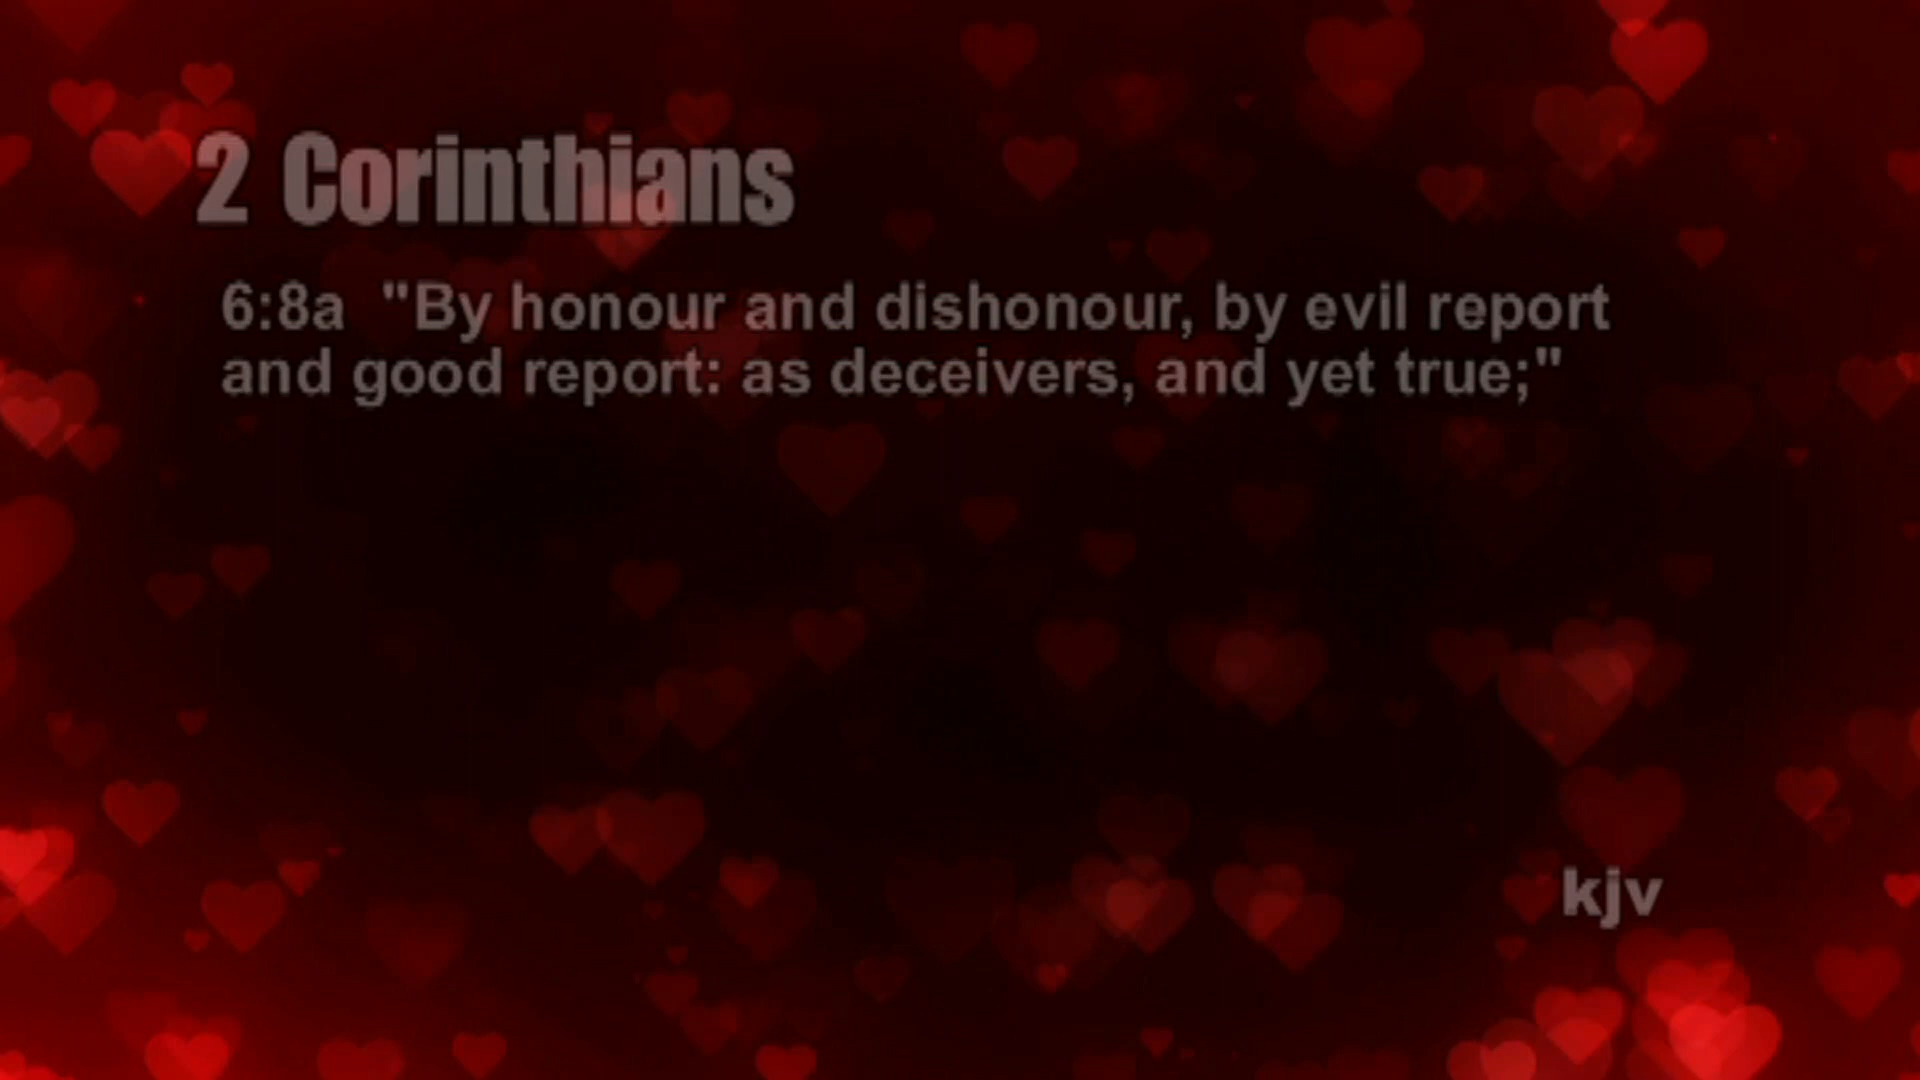 2 Corinthians
6:8a "By honour and dishonour, by evil report
and good report: as deceivers, and yet true;"
kjv